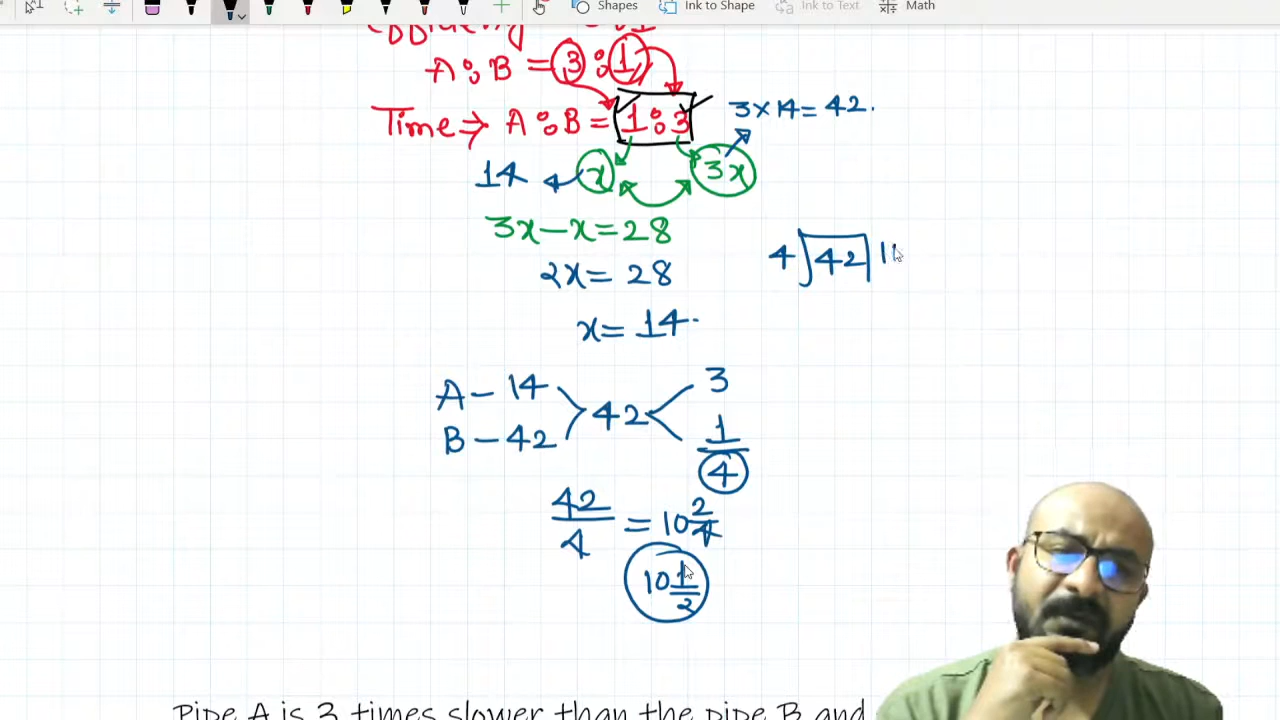 Shapes Ink to Shape Ink to Text Math
A : B = 3 : 1
Time ⇒ A : B = 1 : 3
3 × 14 = 42.
14 x 3x
3x − x = 28
2x = 28
4 42 1
x = 14.
A − 14
B − 42
42
3
1
4
42/4 = 10 2/4
10 1/2
Pipe A is 3 times slower than the pipe B and